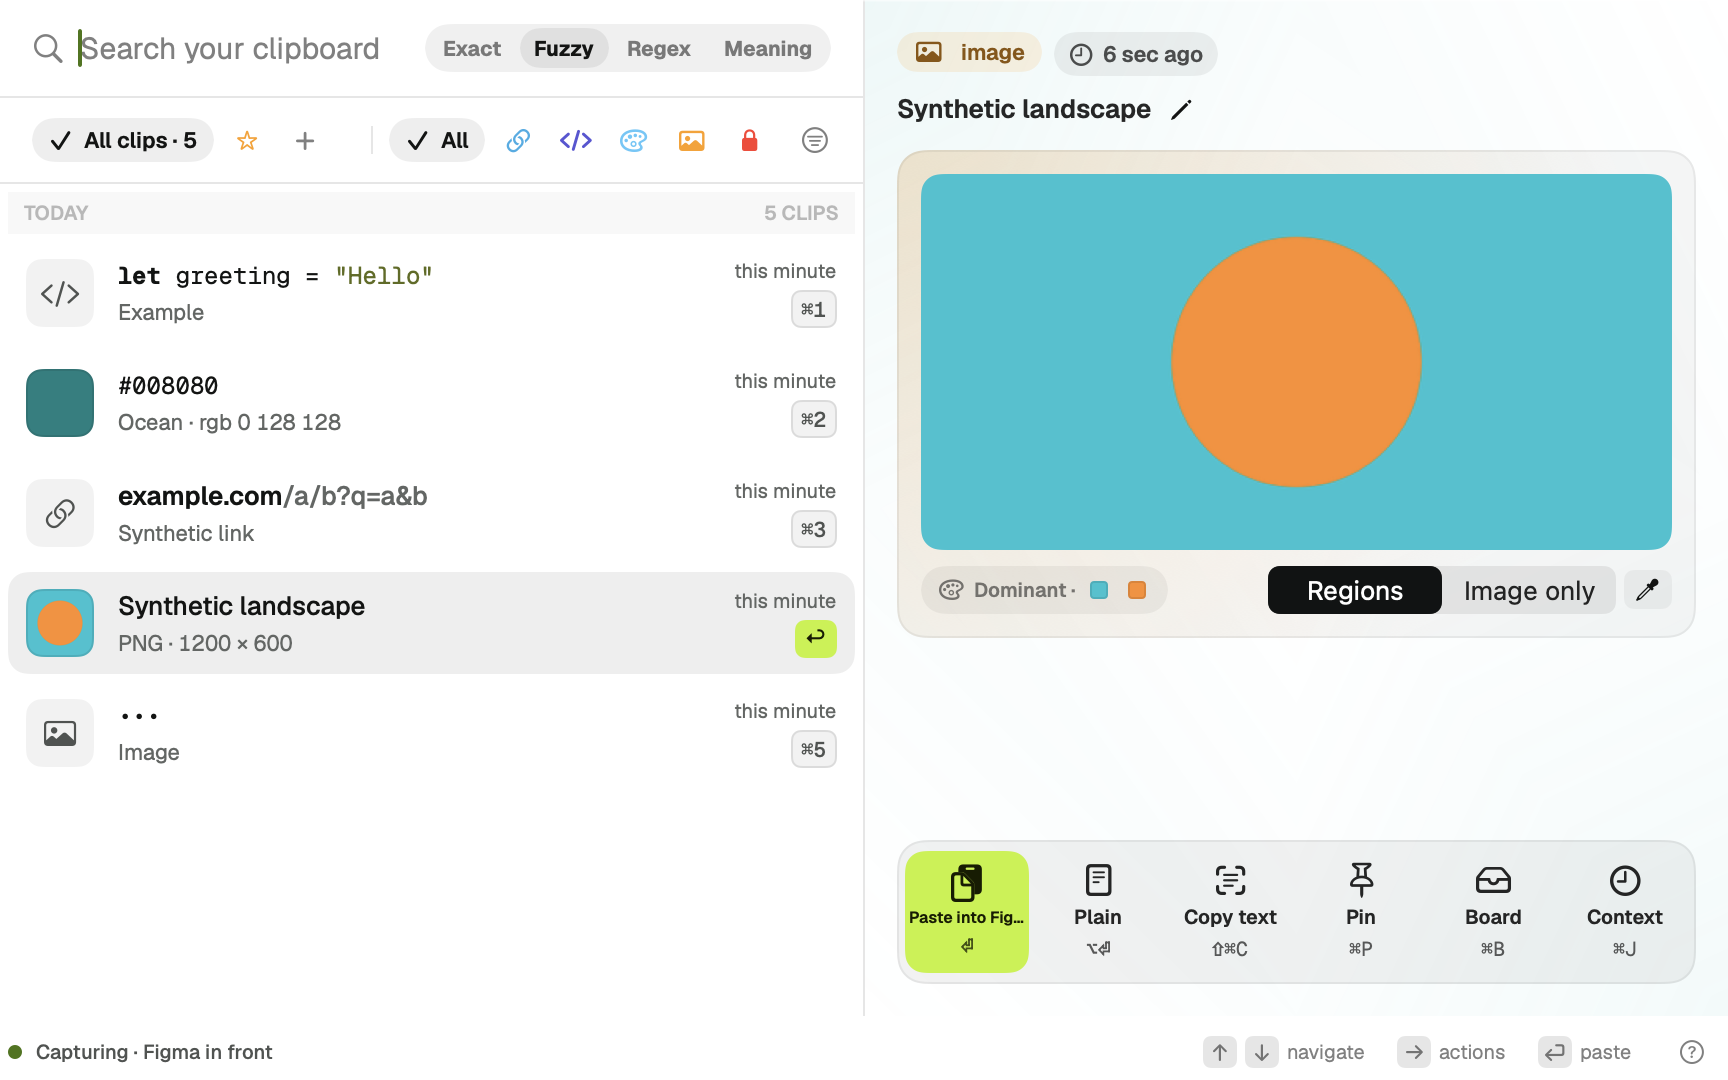 Search your clipboard
Exact Fuzzy Regex Meaning
All clips · 5 All
TODAY 5 CLIPS
let greeting = "Hello" this minute
Example ⌘1
#008080 this minute
Ocean · rgb 0 128 128 ⌘2
example.com/a/b?q=a&b this minute
Synthetic link ⌘3
Synthetic landscape this minute
PNG · 1200 × 600
... this minute
Image ⌘5
image 6 sec ago
Synthetic landscape
Dominant · Regions Image only
Paste into Fig... Plain Copy text Pin Board Context
⏎ ⌥⏎ ⇧⌘C ⌘P ⌘B ⌘J
Capturing · Figma in front ↑ ↓ navigate → actions ↩ paste ?